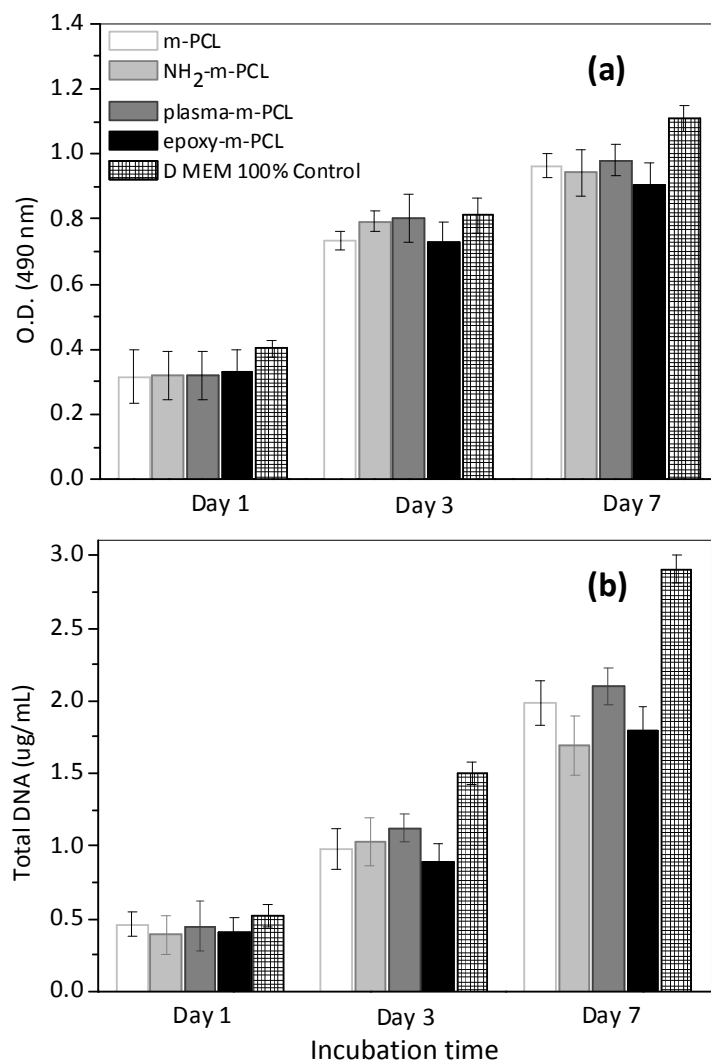 1.4
1.2
1.0
0.8
0.6
0.4
0.2
0.0
O.D. (490 nm)
m-PCL
NH2-m-PCL
plasma-m-PCL
epoxy-m-PCL
D MEM 100% Control
(a)
Day 1 Day 3 Day 7
3.0
2.5
2.0
1.5
1.0
0.5
0.0
Total DNA (ug/mL)
(b)
Day 1 Day 3 Day 7
Incubation time